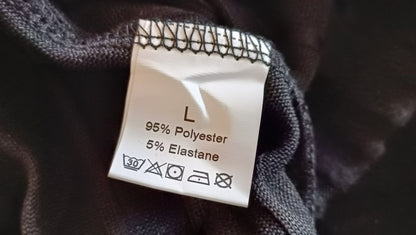 L
95% Polyester
5% Elastane
30